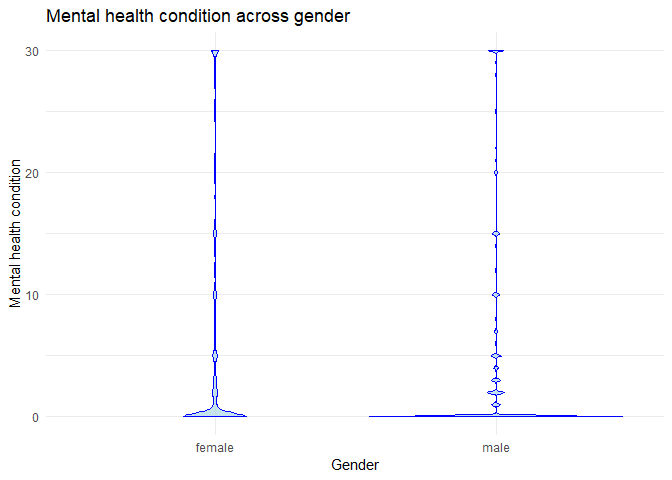 Mental health condition across gender
30
20
10
0
Mental health condition
female
male
Gender